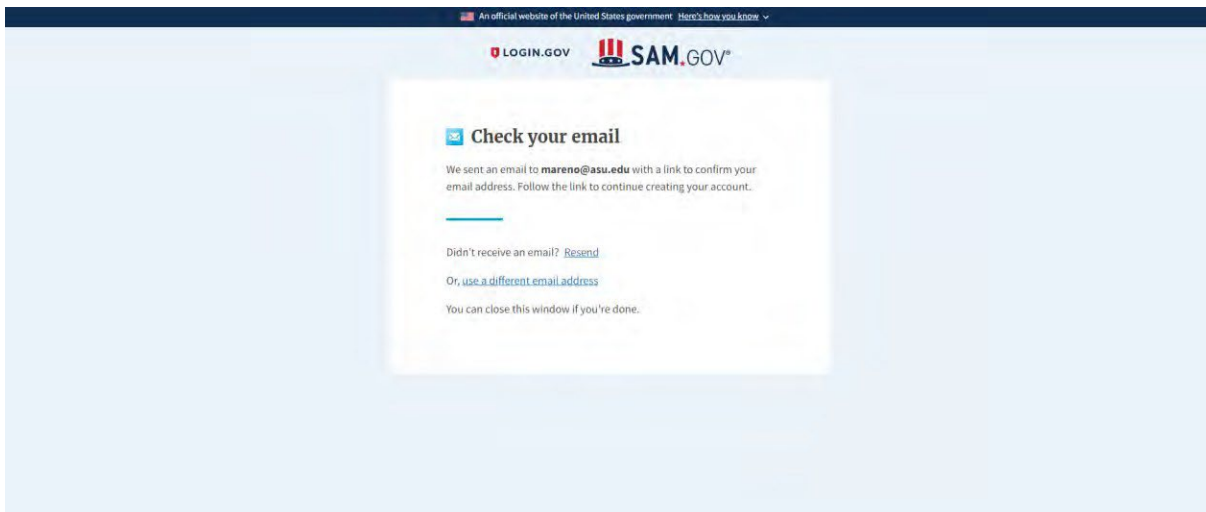 An official website of the United States government Here's how you know
LOGIN.GOV SAM.GOV®
Check your email
We sent an email to mareno@asu.edu with a link to confirm your
email address. Follow the link to continue creating your account.
Didn't receive an email? Resend
Or, use a different email address
You can close this window if you're done.